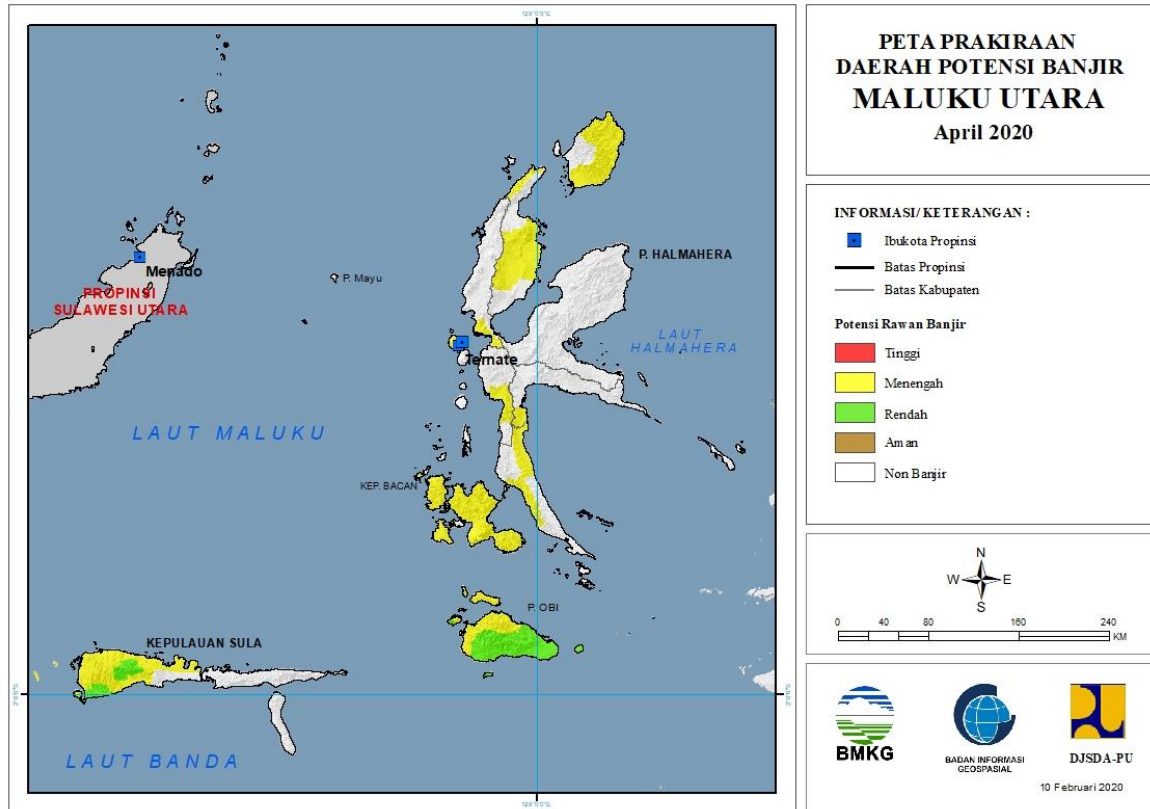 128°0'0"E
PETA PRAKIRAAN
DAERAH POTENSI BANJIR
MALUKU UTARA
April 2020
INFORMASI/ KETERANGAN :
Ibukota Propinsi
Batas Propinsi
Batas Kabupaten
Potensi Rawan Banjir
Tinggi
Menengah
Rendah
Aman
Non Banjir
Menado
PROPINSI
SULAWESI UTARA
P. Mayu
P. HALMAHERA
LAUT
HALMAHERA
Ternate
LAUT MALUKU
KEP. BACAN
P. OBI
KEPULAUAN SULA
LAUT BANDA
N
W E
S
0 40 80 160 240
KM
BMKG
BADAN INFORMASI
GEOSPASIAL
DJSDA-PU
10 Februari 2020